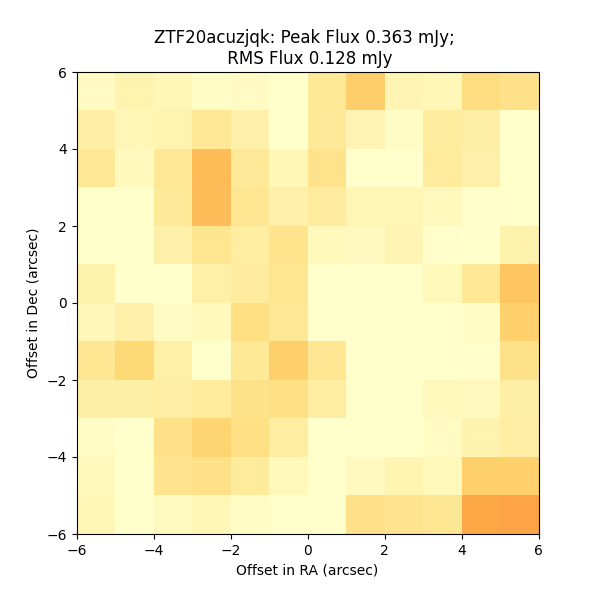 ZTF20acuzjqk: Peak Flux 0.363 mJy;
RMS Flux 0.128 mJy
6
4
2
0
−2
−4
−6
Offset in Dec (arcsec)
−6 −4 −2 0 2 4 6
Offset in RA (arcsec)